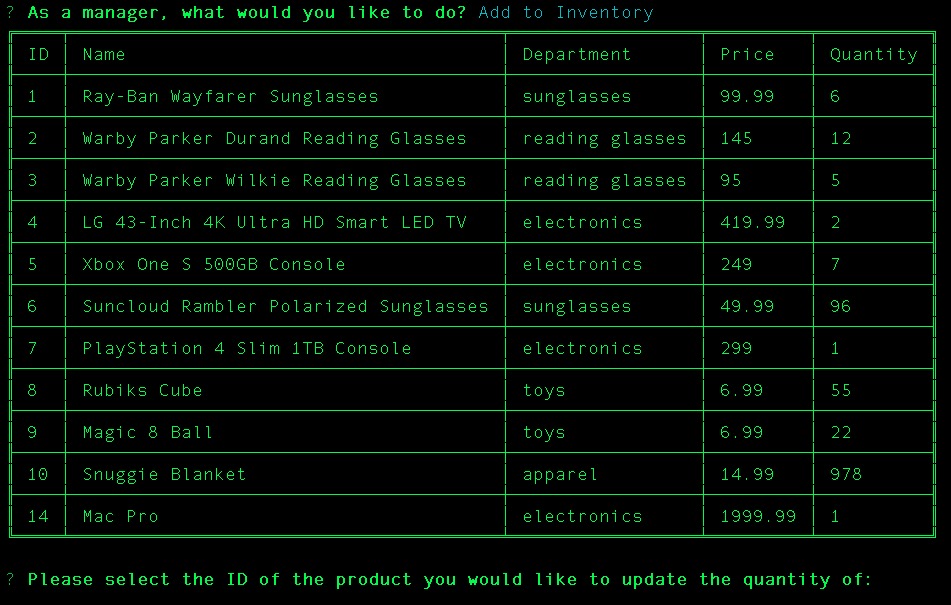 ? As a manager, what would you like to do? Add to Inventory
ID Name Department Price Quantity
1 Ray-Ban Wayfarer Sunglasses sunglasses 99.99 6
2 Warby Parker Durand Reading Glasses reading glasses 145 12
3 Warby Parker Wilkie Reading Glasses reading glasses 95 5
4 LG 43-Inch 4K Ultra HD Smart LED TV electronics 419.99 2
5 Xbox One S 500GB Console electronics 249 7
6 Suncloud Rambler Polarized Sunglasses sunglasses 49.99 96
7 PlayStation 4 Slim 1TB Console electronics 299 1
8 Rubiks Cube toys 6.99 55
9 Magic 8 Ball toys 6.99 22
10 Snuggie Blanket apparel 14.99 978
14 Mac Pro electronics 1999.99 1
? Please select the ID of the product you would like to update the quantity of: